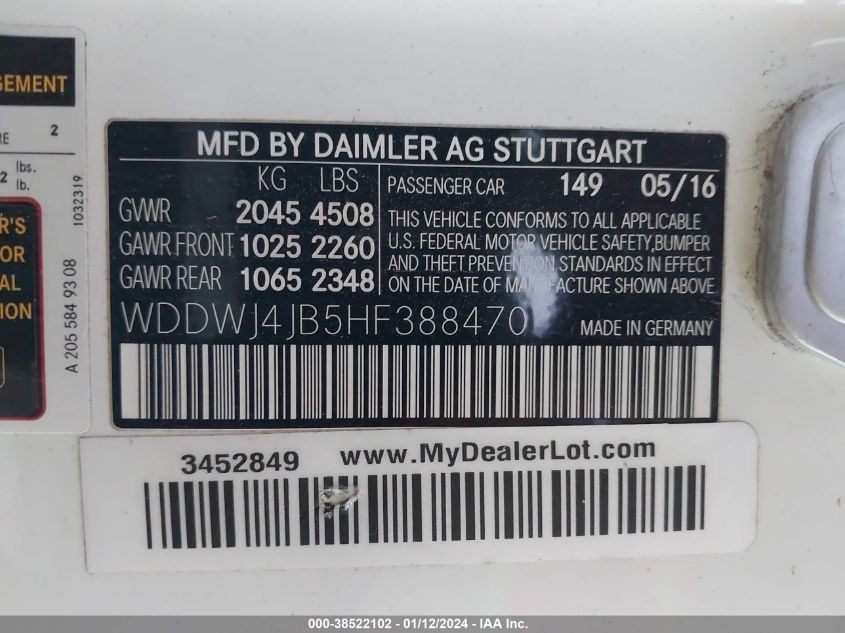 GEMENT
RE 2
2 lbs.
lb.
R'S
OR
AL
ION
A 205 584 93 08
1032319
MFD BY DAIMLER AG STUTTGART
KG LBS
GVWR 2045 4508
GAWR FRONT 1025 2260
GAWR REAR 1065 2348
PASSENGER CAR 149 05/16
THIS VEHICLE CONFORMS TO ALL APPLICABLE
U.S. FEDERAL MOTOR VEHICLE SAFETY,BUMPER
AND THEFT PREVENTION STANDARDS IN EFFECT
ON THE DATE OF MANUFACTURE SHOWN ABOVE.
WDDWJ4JB5HF388470
MADE IN GERMANY
3452849 www.MyDealerLot.com
000-38522102 - 01/12/2024 - IAAI.COM